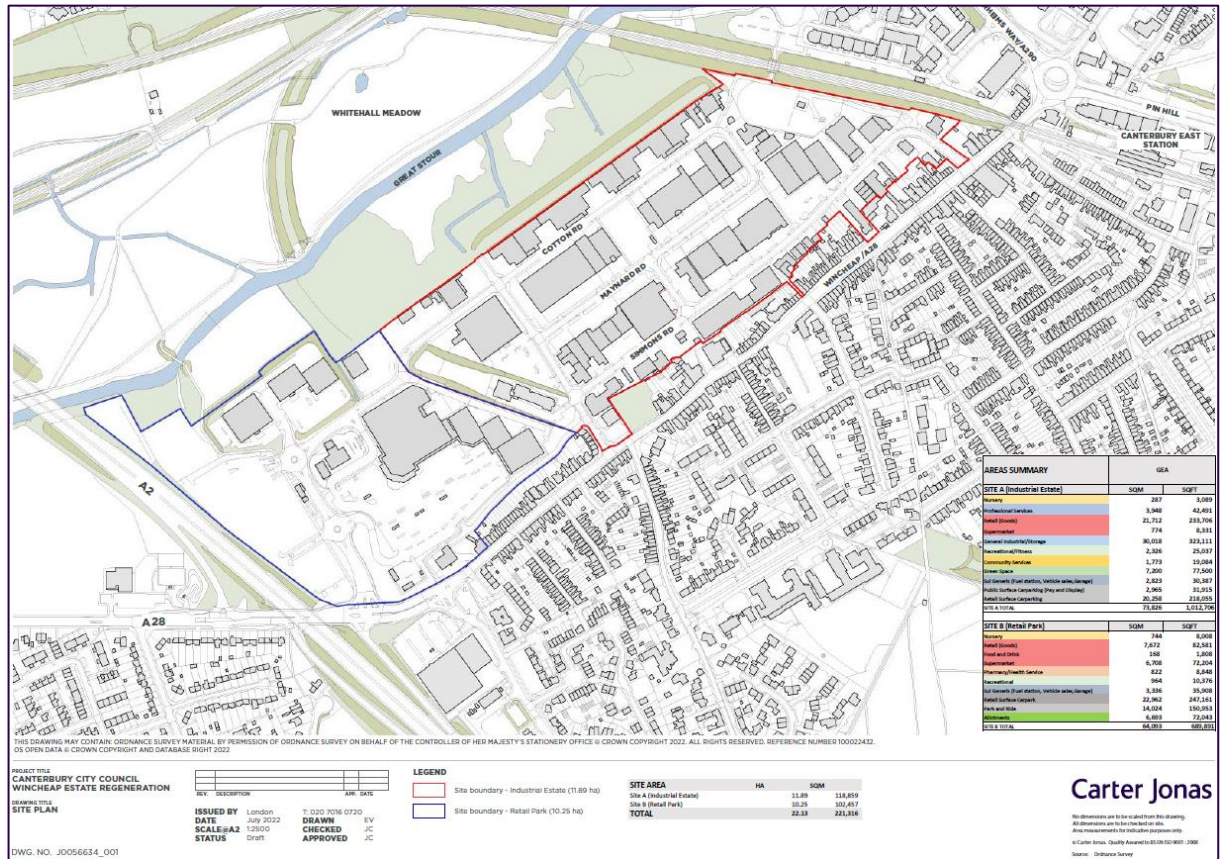 THEMS WAY/A290
PIN HILL
CANTERBURY EAST
STATION
WHITEHALL MEADOW
GREAT STOUR
COTTON RD
MAYNARD RD
SIMMONS RD
WINCHEAP /A28
A2
A28
AREAS SUMMARY GEA
SITE A (Industrial Estate) SQM SQFT
Nursery 287 3,089
Professional Services 3,948 42,491
Retail (Goods) 21,712 233,706
Supermarket 774 8,331
General Industrial/Storage 30,018 323,111
Recreational/Fitness 2,326 25,037
Community Services 1,773 19,084
Green Space 7,200 77,500
Sui Generis (Fuel station, Vehicle sales,Garage) 2,823 30,387
Public Surface Carparking (Pay and Display) 2,965 31,915
Retail Surface Carparking 20,258 218,055
SITE A TOTAL 73,826 1,012,706
SITE B (Retail Park) SQM SQFT
Nursery 744 8,008
Retail (Goods) 7,672 82,581
Food and Drink 168 1,808
Supermarket 6,708 72,204
Pharmacy/Health Service 822 8,848
Recreational 964 10,376
Sui Generis (Fuel station, Vehicle sales,Garage) 3,336 35,908
Retail Surface Carpark 22,962 247,161
Park and Ride 14,024 150,953
Allotments 6,693 72,043
SITE B TOTAL 64,093 689,891
THIS DRAWING MAY CONTAIN: ORDNANCE SURVEY MATERIAL BY PERMISSION OF ORDNANCE SURVEY ON BEHALF OF THE CONTROLLER OF HER MAJESTY'S STATIONERY OFFICE © CROWN COPYRIGHT 2022. ALL RIGHTS RESERVED. REFERENCE NUMBER 100022432.
OS OPEN DATA © CROWN COPYRIGHT AND DATABASE RIGHT 2022
PROJECT TITLE
CANTERBURY CITY COUNCIL
WINCHEAP ESTATE REGENERATION
DRAWING TITLE
SITE PLAN
DWG. NO. J0056634_001
REV. DESCRIPTION APP. DATE
ISSUED BY London T: 020 7016 0720
DATE July 2022 DRAWN EV
SCALE@A2 1:2500 CHECKED JC
STATUS Draft APPROVED JC
LEGEND
Site boundary - Industrial Estate (11.89 ha)
Site boundary - Retail Park (10.25 ha)
SITE AREA HA SQM
Site A (Industrial Estate) 11.89 118,859
Site B (Retail Park) 10.25 102,457
TOTAL 22.13 221,316
Carter Jonas
No dimensions are to be scaled from this drawing.
All dimensions are to be checked on site.
Area measurements for indicative purposes only.
© Carter Jonas. Quality Assured to BS EN ISO 9001 : 2008
Source: Ordnance Survey